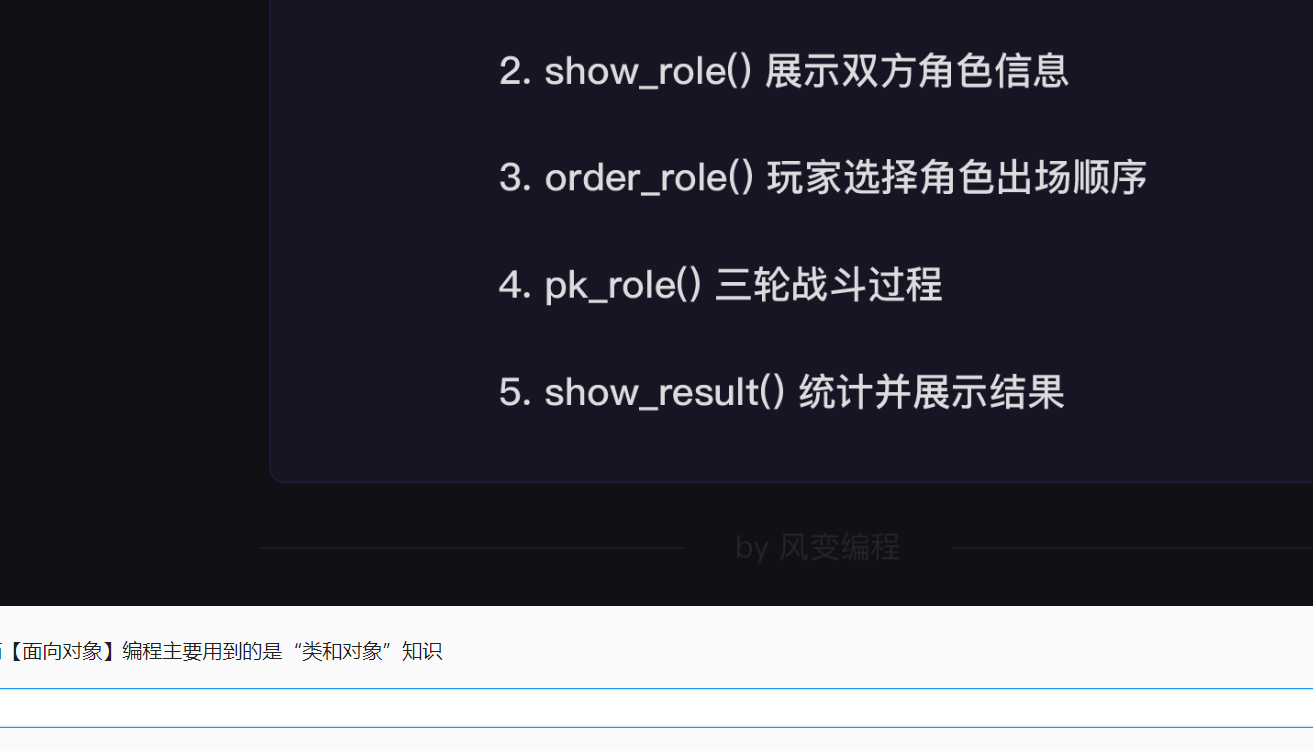 2. show_role() 展示双方角色信息
3. order_role() 玩家选择角色出场顺序
4. pk_role() 三轮战斗过程
5. show_result() 统计并展示结果
by 风变编程
【面向对象】编程主要用到的是“类和对象”知识